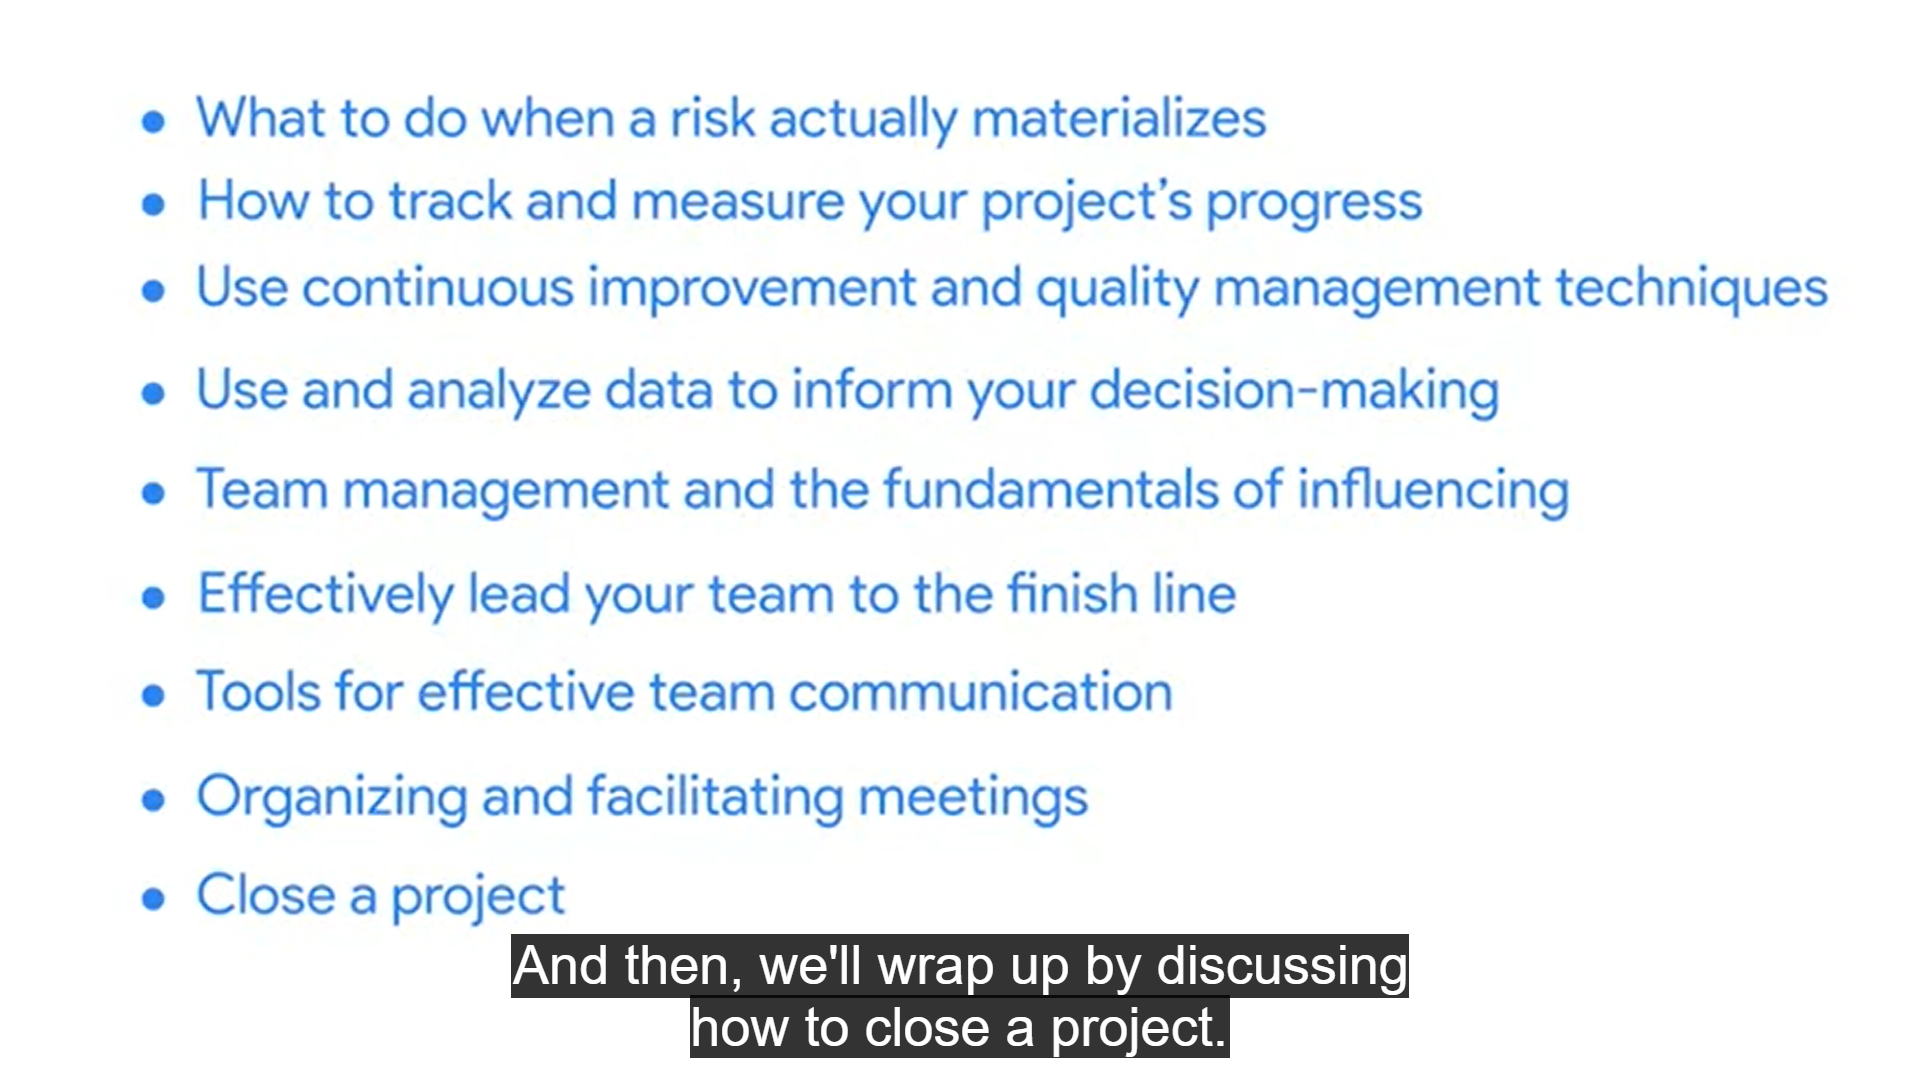 • What to do when a risk actually materializes
• How to track and measure your project’s progress
• Use continuous improvement and quality management techniques
• Use and analyze data to inform your decision-making
• Team management and the fundamentals of influencing
• Effectively lead your team to the finish line
• Tools for effective team communication
• Organizing and facilitating meetings
• Close a project
And then, we'll wrap up by discussing
how to close a project.